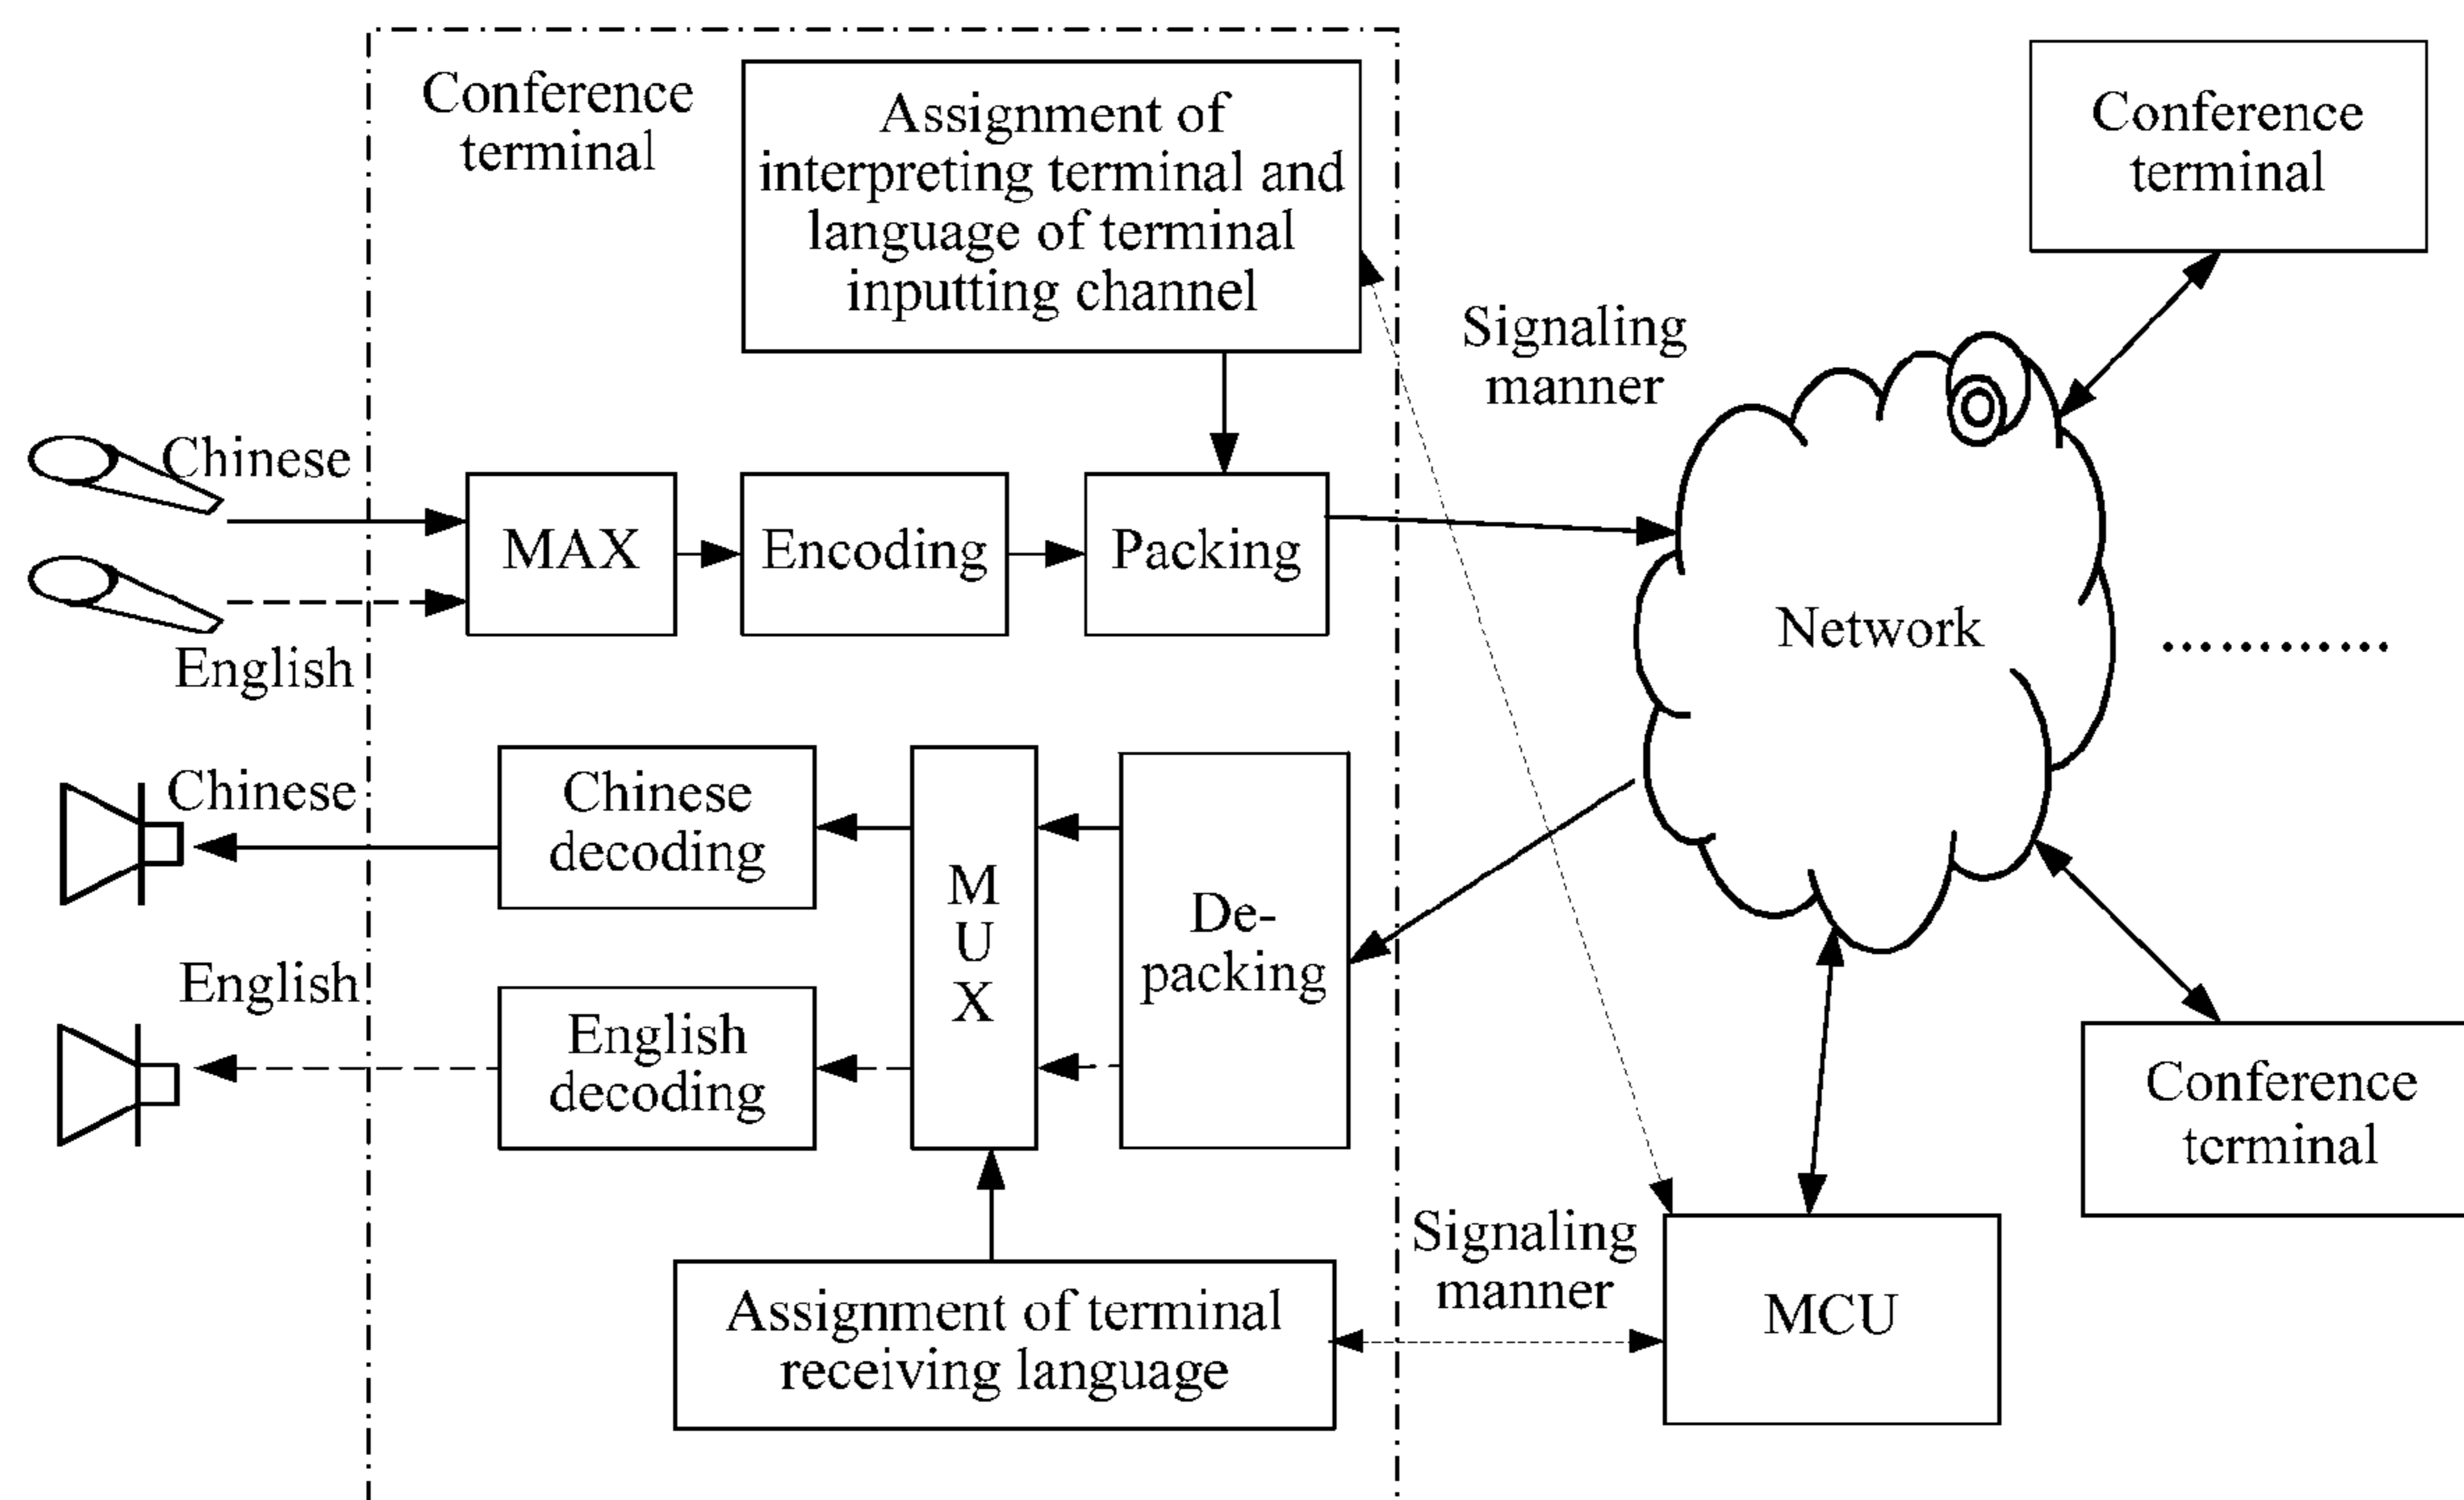 Conference
terminal
Assignment of
interpreting terminal and
language of terminal
inputting channel
Conference
terminal
Signaling
manner
Chinese
MAX
Encoding
Packing
English
Network
Chinese
Chinese
decoding
M
U
X
De-
packing
English
English
decoding
Conference
terminal
Signaling
manner
Assignment of terminal
receiving language
MCU